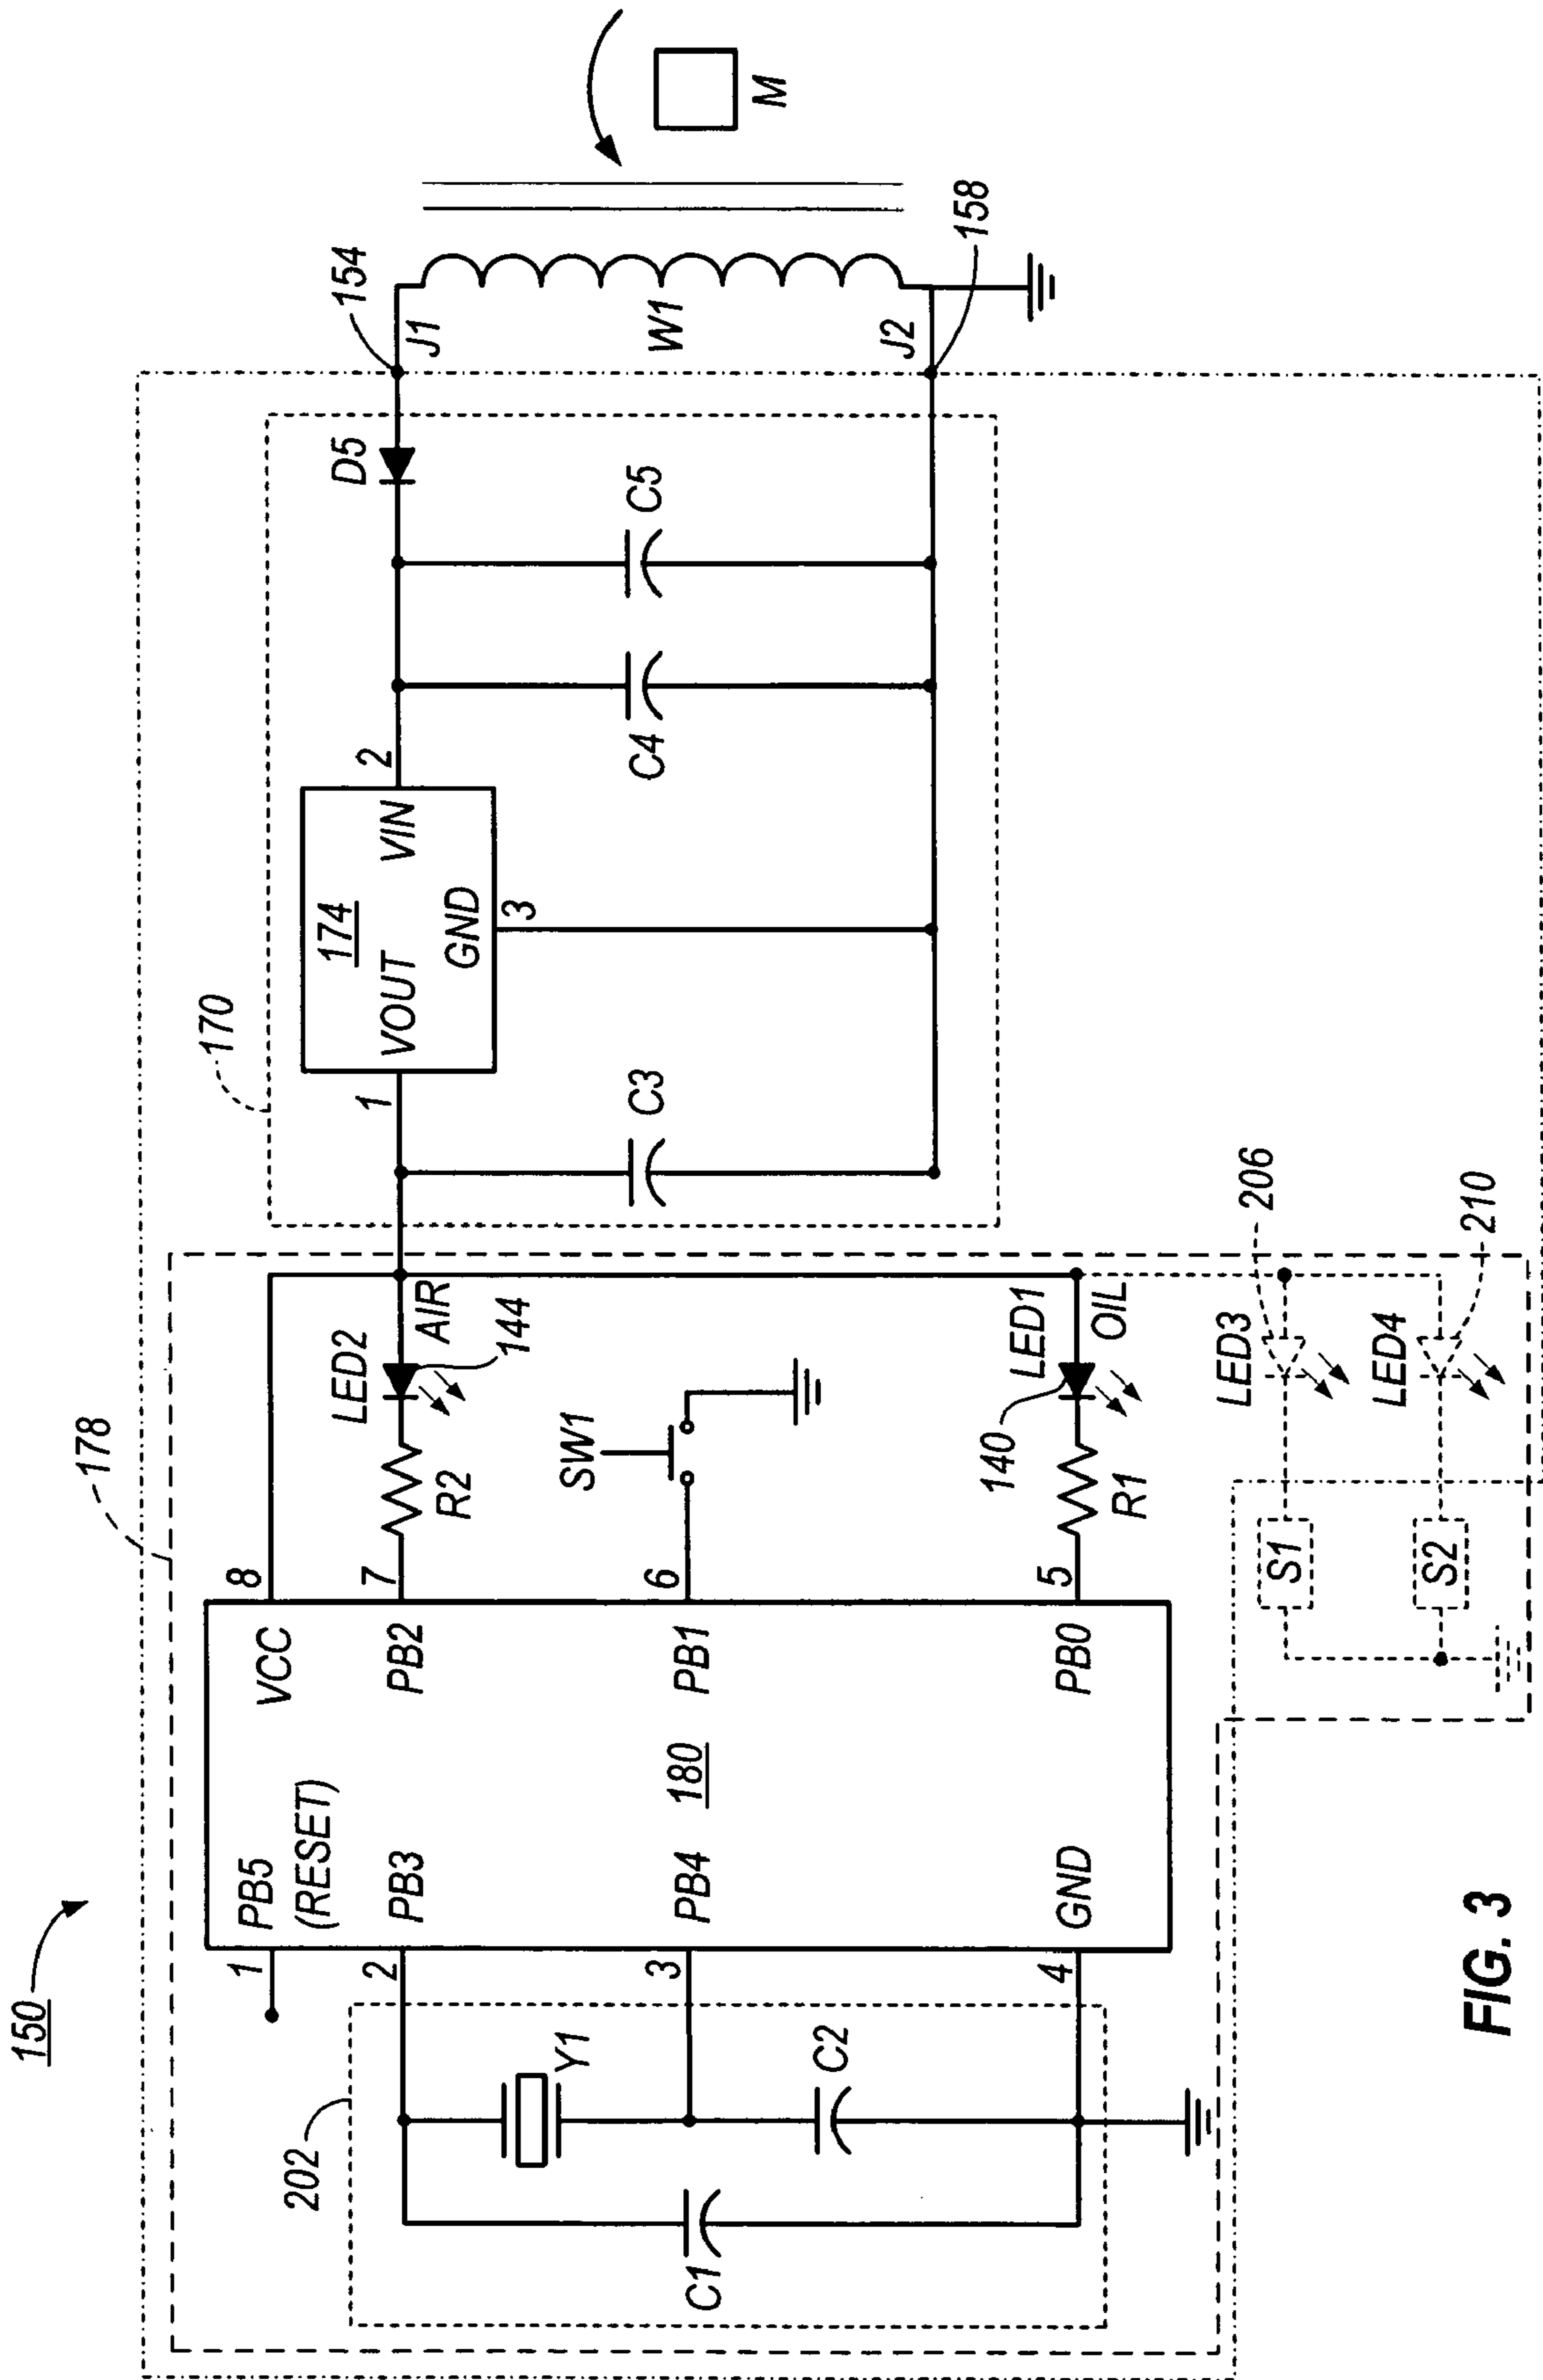 150
178
170
202
1
PB5
(RESET)
2
PB3
3
PB4
4
GND
180
VCC
8
PB2
7
PB1
6
PB0
5
Y1
C2
C1
R2
LED2
AIR
144
SW1
R1
140
LED1
OIL
1
VOUT
174
VIN
2
GND
3
C3
C4
C5
D5
154
J1
W1
J2
158
M
S1
S2
LED3
206
LED4
210
FIG. 3